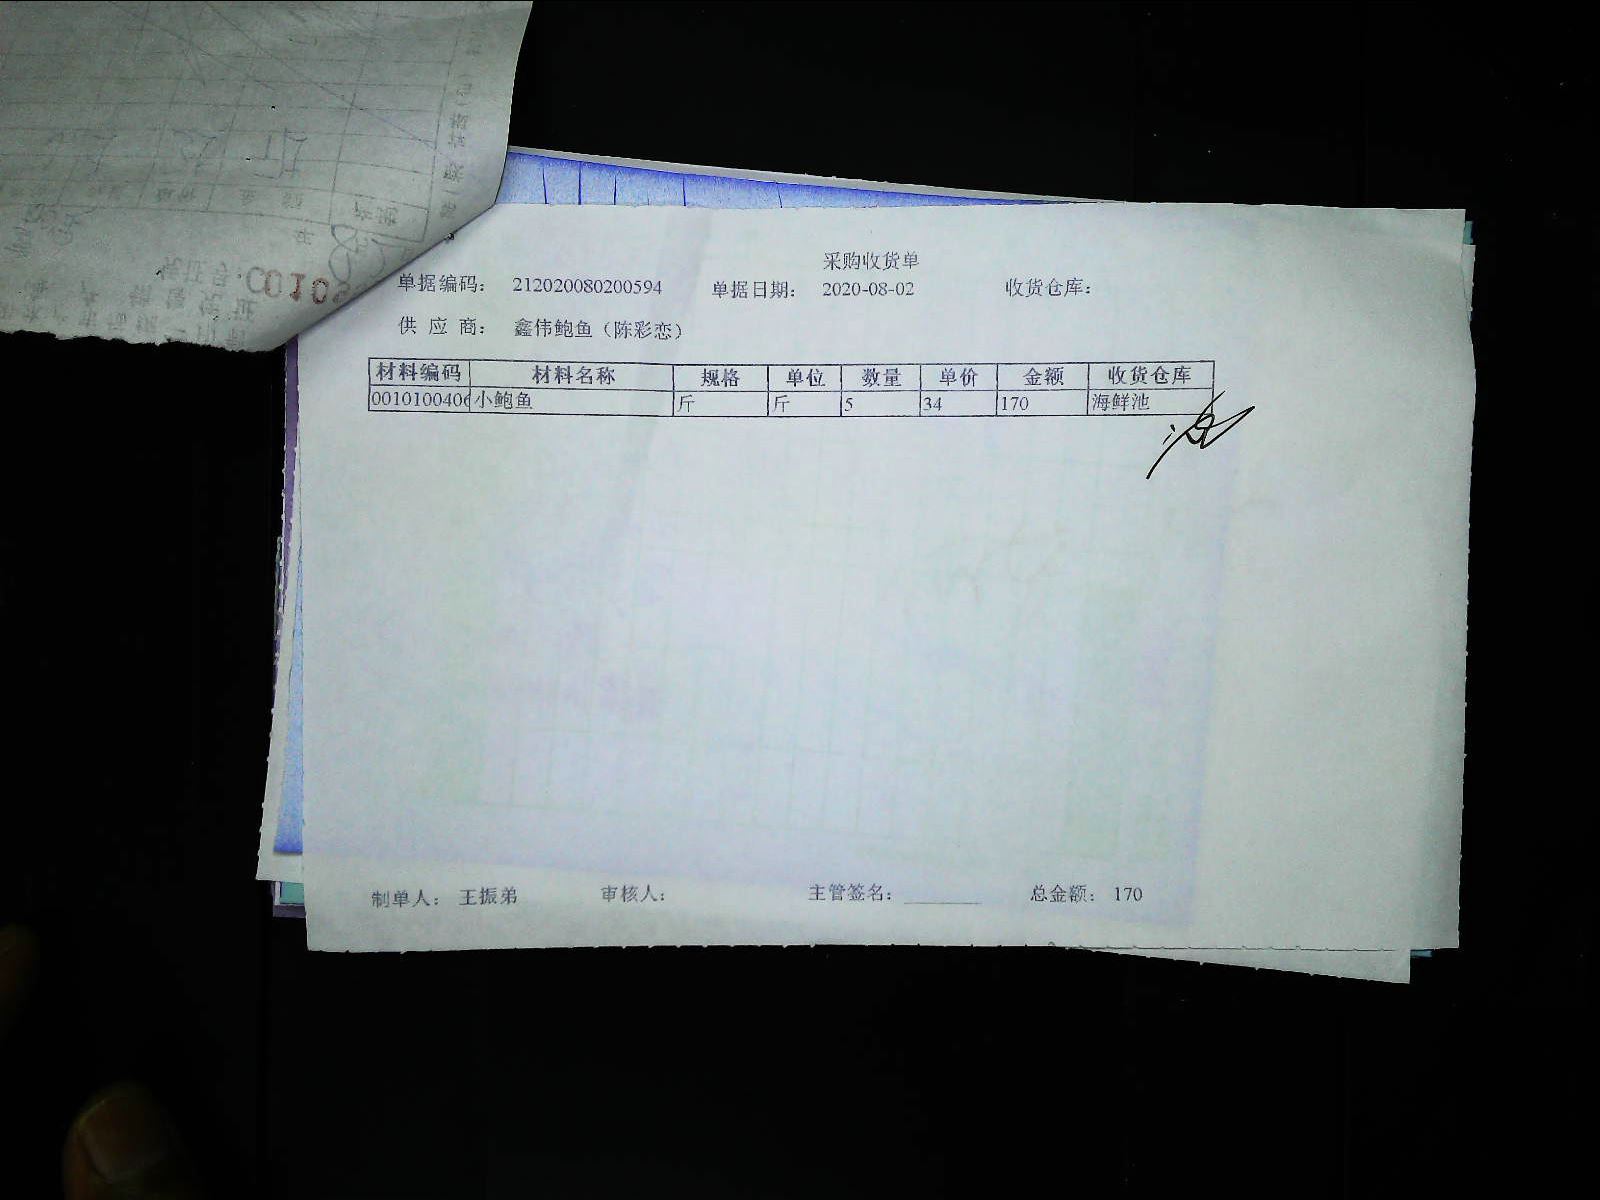 采购收货单
单据编码： 212020080200594 单据日期： 2020-08-02 收货仓库：
供 应 商： 鑫伟鲍鱼（陈彩恋）
材料编码 材料名称 规格 单位 数量 单价 金额 收货仓库
0010100406 小鲍鱼 斤 斤 5 34 170 海鲜池
制单人： 王振弟 审核人： 主管签名： ________ 总金额： 170